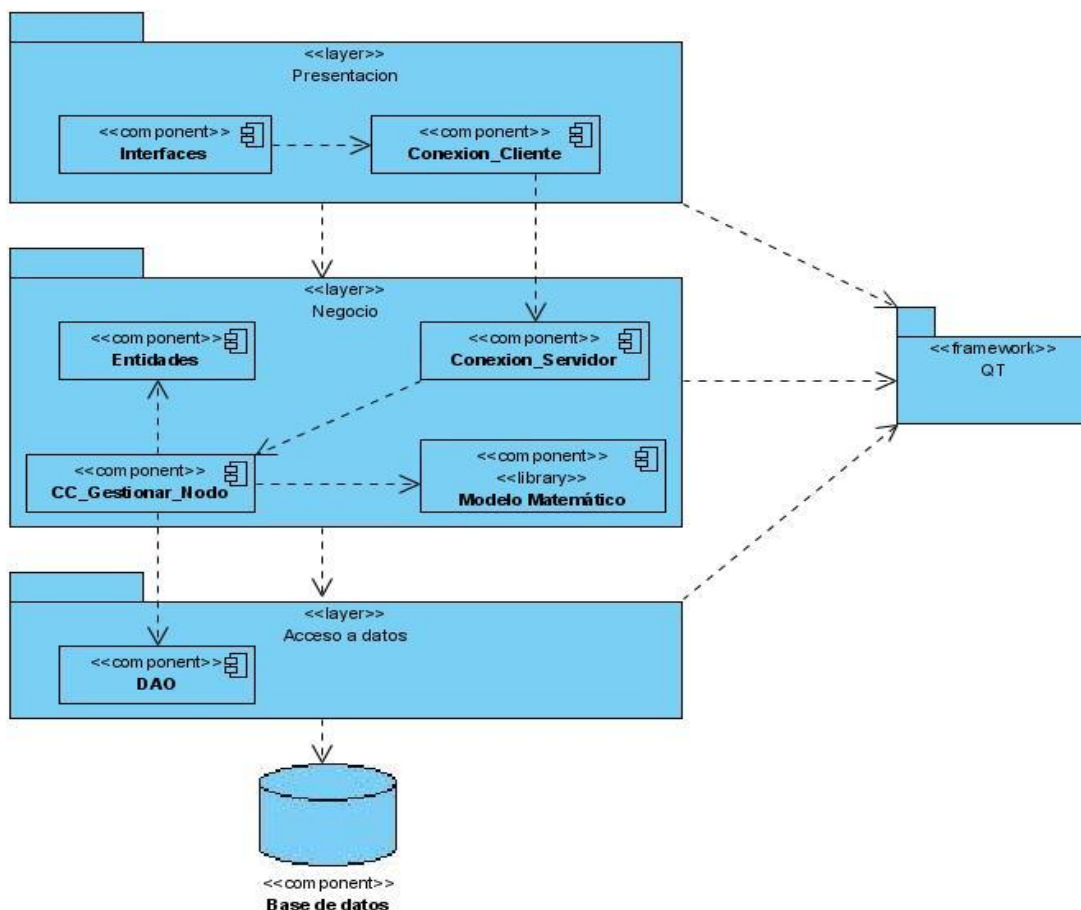 <<layer>>
Presentacion
<<component>>
Interfaces
<<component>>
Conexion_Cliente
<<layer>>
Negocio
<<component>>
Entidades
<<component>>
Conexion_Servidor
<<framework>>
QT
<<component>>
CC_Gestionar_Nodo
<<component>>
<<library>>
Modelo Matemático
<<layer>>
Acceso a datos
<<component>>
DAO
<<component>>
Base de datos